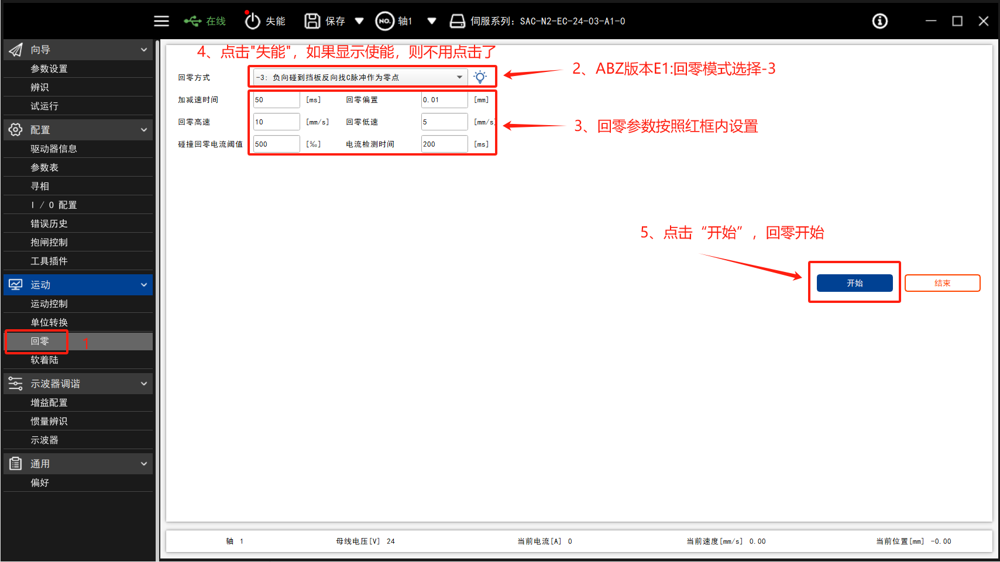 在线 失能 保存 NO. 轴1 伺服系列: SAC-N2-EC-24-03-A1-0
向导
参数设置
辨识
试运行
配置
驱动器信息
参数表
寻相
I / O 配置
错误历史
抱闸控制
工具插件
运动
运动控制
单位转换
回零 1
软着陆
示波器调谐
增益配置
惯量辨识
示波器
通用
偏好
4、点击"失能"，如果显示使能，则不用点击了
回零方式 -3: 负向碰到挡板反向找C脉冲作为零点
2、ABZ版本E1:回零模式选择-3
加减速时间 50 [ms] 回零偏置 0.01 [mm]
回零高速 10 [mm/s] 回零低速 5 [mm/s]
3、回零参数按照红框内设置
碰撞回零电流阈值 500 [‰] 电流检测时间 200 [ms]
5、点击“开始”，回零开始
开始 结束
轴 1 母线电压[V] 24 当前电流[A] 0 当前速度[mm/s] 0.00 当前位置[mm] -0.00